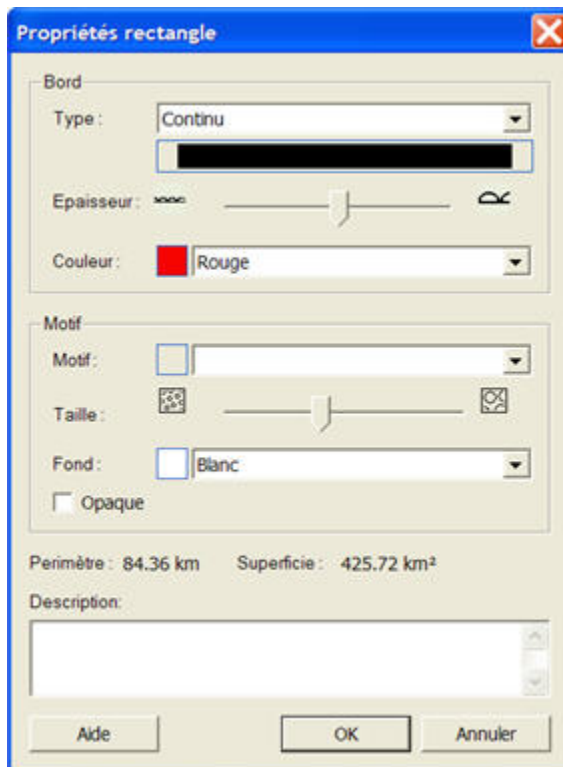 Propriétés rectangle
Bord
Type : Continu
Epaisseur :
Couleur : Rouge
Motif
Motif :
Taille :
Fond : Blanc
Opaque
Perimètre : 84.36 km Superficie : 425.72 km²
Description:
Aide OK Annuler